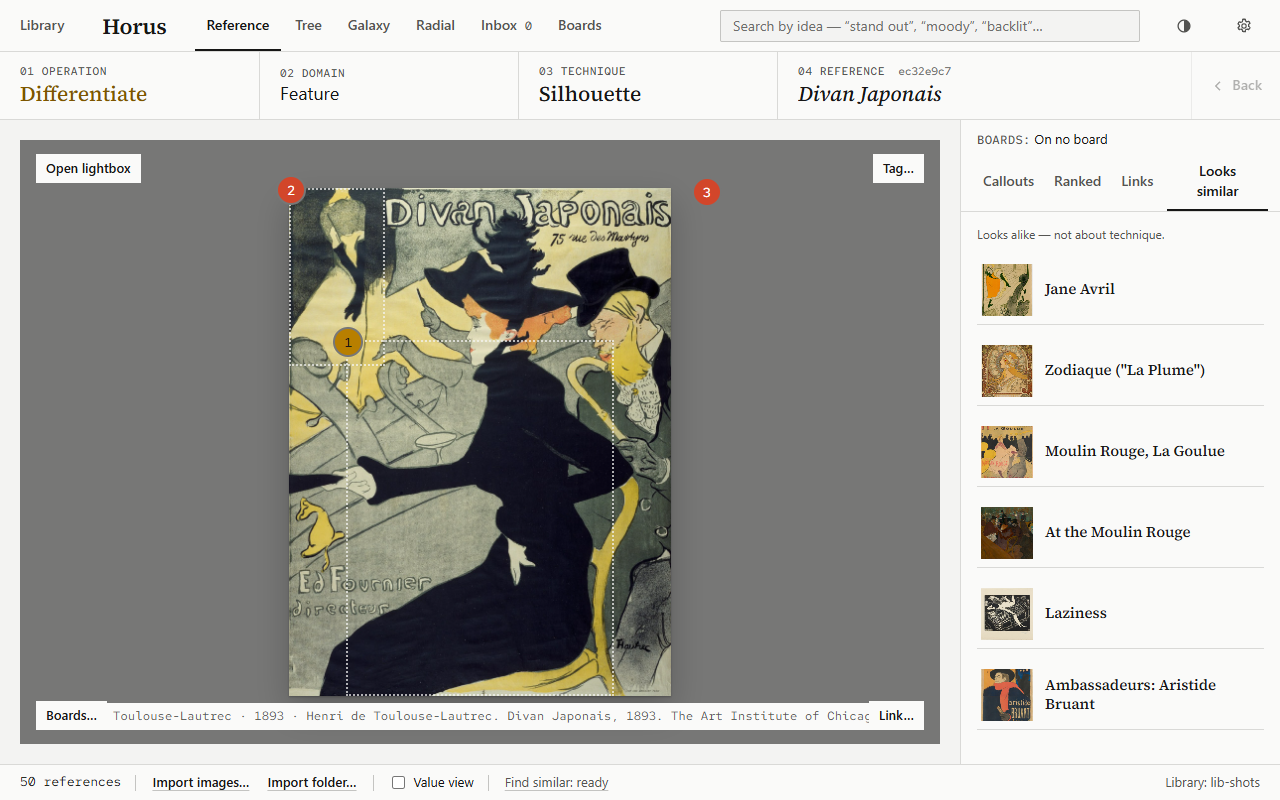 Library
Horus
Reference
Tree
Galaxy
Radial
Inbox 0
Boards
Search by idea — “stand out”, “moody”, “backlit”…
01 OPERATION
Differentiate
02 DOMAIN
Feature
03 TECHNIQUE
Silhouette
04 REFERENCE ec32e9c7
Divan Japonais
Back
Open lightbox
Tag…
2
3
1
Divan Japonais
75 rue des Martyrs
Ed Fournier
directeur
Boards…
Toulouse-Lautrec · 1893 · Henri de Toulouse-Lautrec. Divan Japonais, 1893. The Art Institute of Chicag
Link…
BOARDS: On no board
Callouts
Ranked
Links
Looks
similar
Looks alike — not about technique.
Jane Avril
Zodiaque ("La Plume")
Moulin Rouge, La Goulue
At the Moulin Rouge
Laziness
Ambassadeurs: Aristide
Bruant
50 references
Import images…
Import folder…
Value view
Find similar: ready
Library: lib-shots